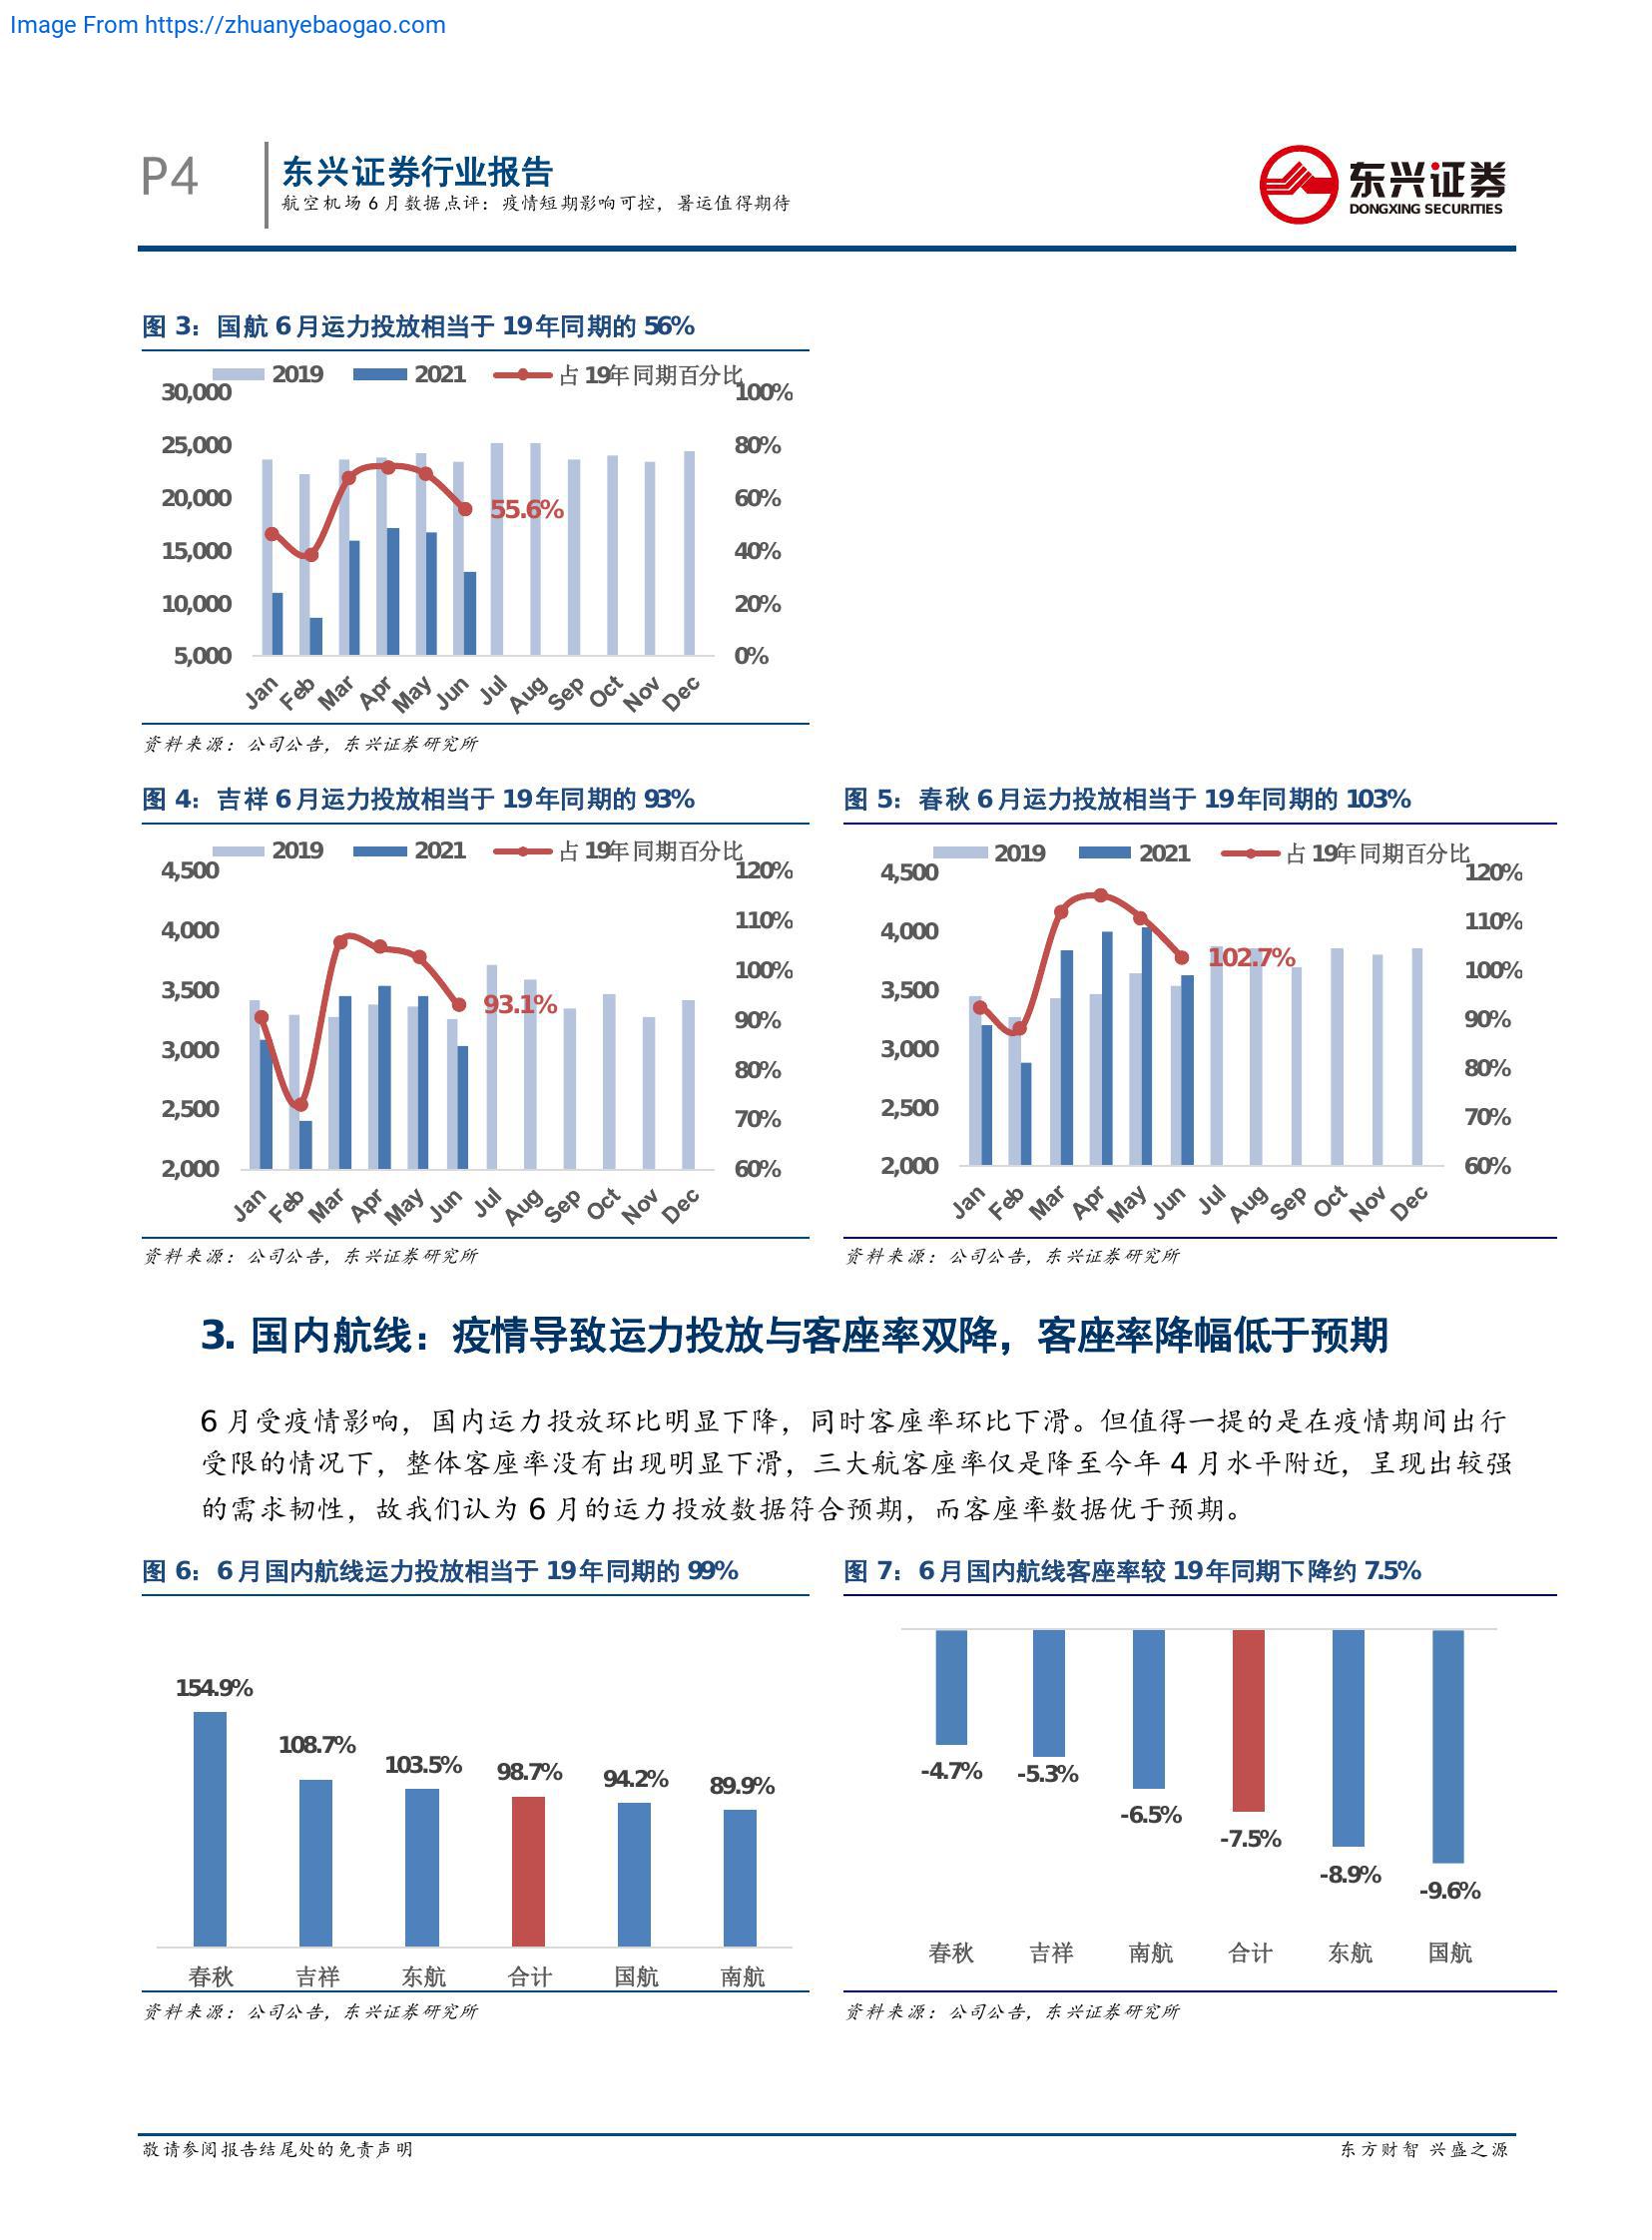 Image From https://zhuanyebaogao.com
P4
东兴证券行业报告
航空机场 6 月数据点评：疫情短期影响可控，暑运值得期待
东兴证券
DONGXING SECURITIES
图 3：国航 6 月运力投放相当于 19 年同期的 56%
2019 2021 占 19年同期百分比
30,000 100%
25,000 80%
20,000 60%
55.6%
15,000 40%
10,000 20%
5,000 0%
Jan Feb Mar Apr May Jun Jul Aug Sep Oct Nov Dec
资料来源：公司公告，东兴证券研究所
图 4：吉祥 6 月运力投放相当于 19 年同期的 93%
2019 2021 占 19年同期百分比
4,500 120%
110%
4,000
100%
3,500
93.1%
90%
3,000
80%
2,500
70%
2,000 60%
Jan Feb Mar Apr May Jun Jul Aug Sep Oct Nov Dec
资料来源：公司公告，东兴证券研究所
图 5：春秋 6 月运力投放相当于 19 年同期的 103%
2019 2021 占 19年同期百分比
4,500 120%
110%
4,000
102.7%
100%
3,500
90%
3,000
80%
2,500
70%
2,000 60%
Jan Feb Mar Apr May Jun Jul Aug Sep Oct Nov Dec
资料来源：公司公告，东兴证券研究所
3. 国内航线：疫情导致运力投放与客座率双降，客座率降幅低于预期
6 月受疫情影响，国内运力投放环比明显下降，同时客座率环比下滑。但值得一提的是在疫情期间出行
受限的情况下，整体客座率没有出现明显下滑，三大航客座率仅是降至今年 4 月水平附近，呈现出较强
的需求韧性，故我们认为 6 月的运力投放数据符合预期，而客座率数据优于预期。
图 6：6 月国内航线运力投放相当于 19 年同期的 99%
154.9% 108.7% 103.5% 98.7% 94.2% 89.9%
春秋 吉祥 东航 合计 国航 南航
资料来源：公司公告，东兴证券研究所
图 7：6 月国内航线客座率较 19 年同期下降约 7.5%
-4.7% -5.3% -6.5% -7.5% -8.9% -9.6%
春秋 吉祥 南航 合计 东航 国航
资料来源：公司公告，东兴证券研究所
敬请参阅报告结尾处的免责声明 东方财智 兴盛之源